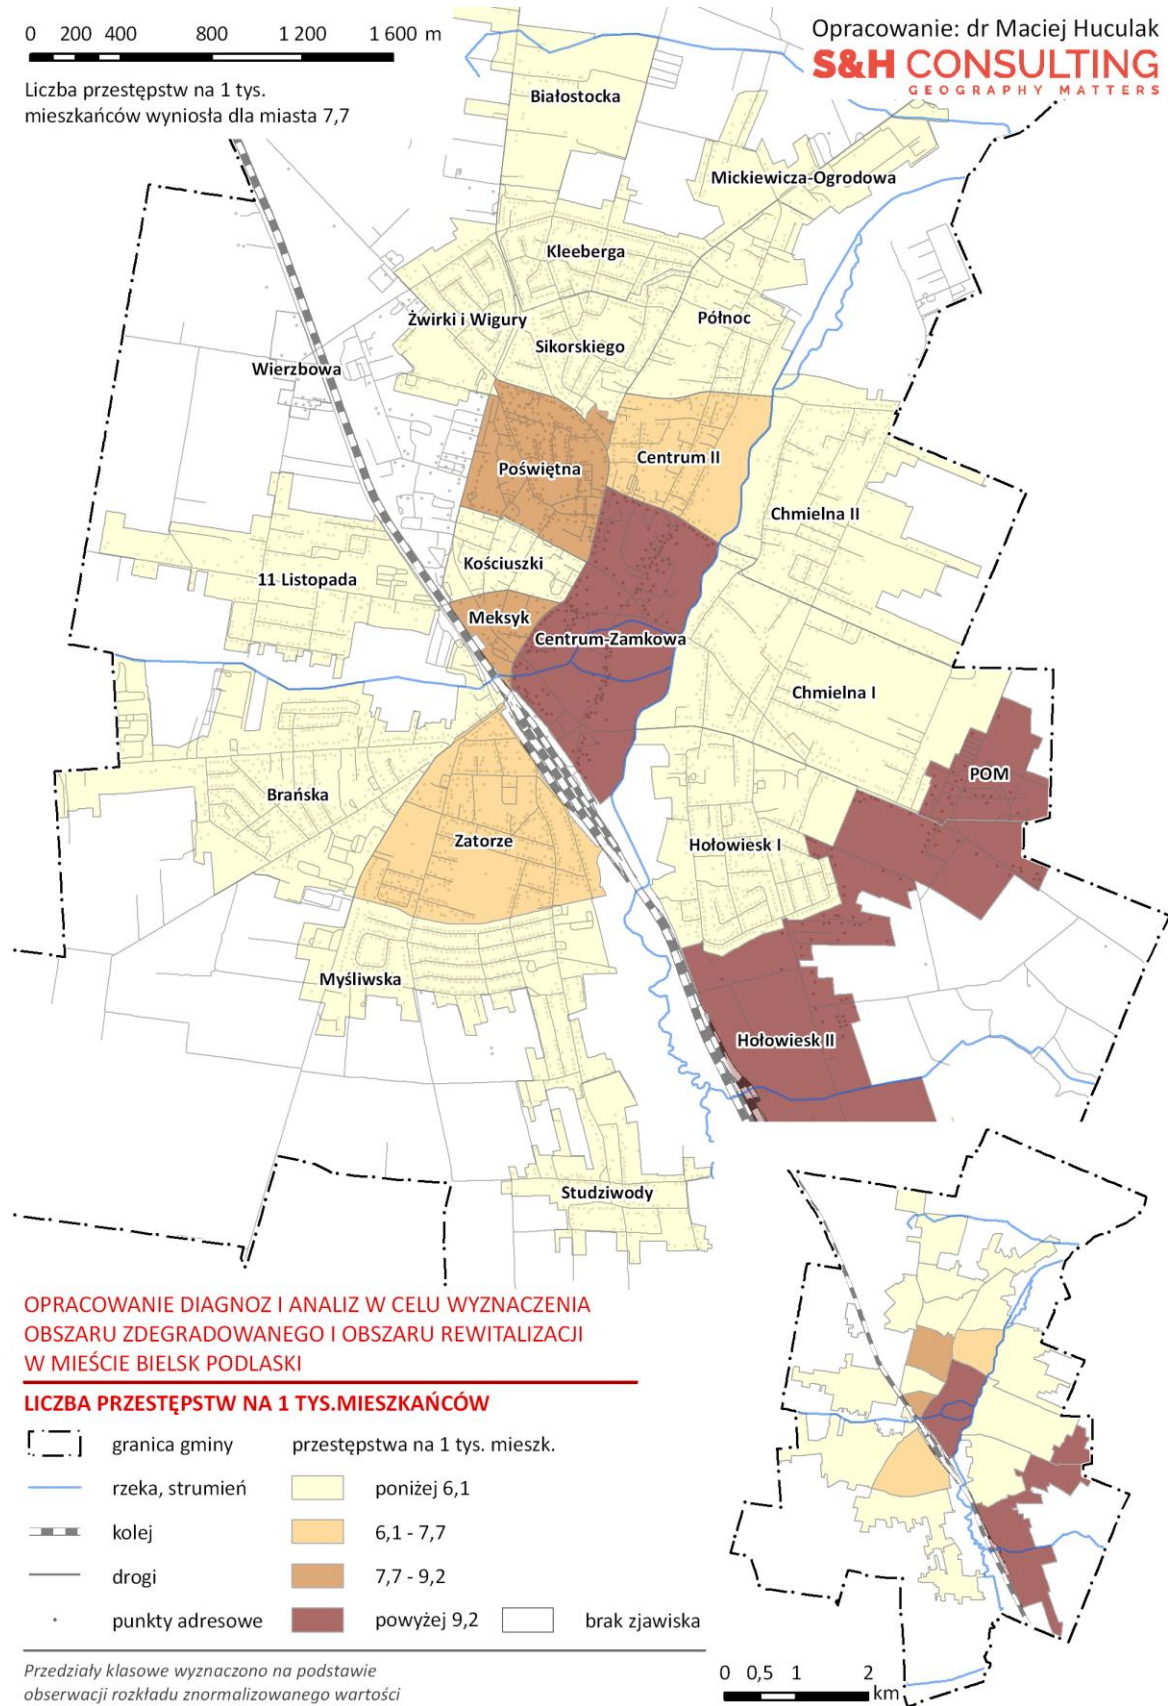 0 200 400 800 1 200 1 600 m
Liczba przestępstw na 1 tys.
mieszkańców wyniosła dla miasta 7,7
Opracowanie: dr Maciej Huculak
S&H CONSULTING
GEOGRAPHY MATTERS
Białostocka
Mickiewicza-Ogrodowa
Kleeberga
Żwirki i Wigury
Północ
Sikorskiego
Wierzbowa
Poświętna
Centrum II
Chmielna II
Kościuszki
11 Listopada
Meksyk
Centrum-Zamkowa
Chmielna I
POM
Brańska
Zatorze
Hołowiesk I
Myśliwska
Hołowiesk II
Studziwody
OPRACOWANIE DIAGNOZ I ANALIZ W CELU WYZNACZENIA
OBSZARU ZDEGRADOWANEGO I OBSZARU REWITALIZACJI
W MIEŚCIE BIELSK PODLASKI
LICZBA PRZESTĘPSTW NA 1 TYS.MIESZKAŃCÓW
granica gminy przestępstwa na 1 tys. mieszk.
rzeka, strumień poniżej 6,1
kolej 6,1 - 7,7
drogi 7,7 - 9,2
punkty adresowe powyżej 9,2 brak zjawiska
Przedziały klasowe wyznaczono na podstawie
obserwacji rozkładu znormalizowanego wartości
0 0,5 1 2
km